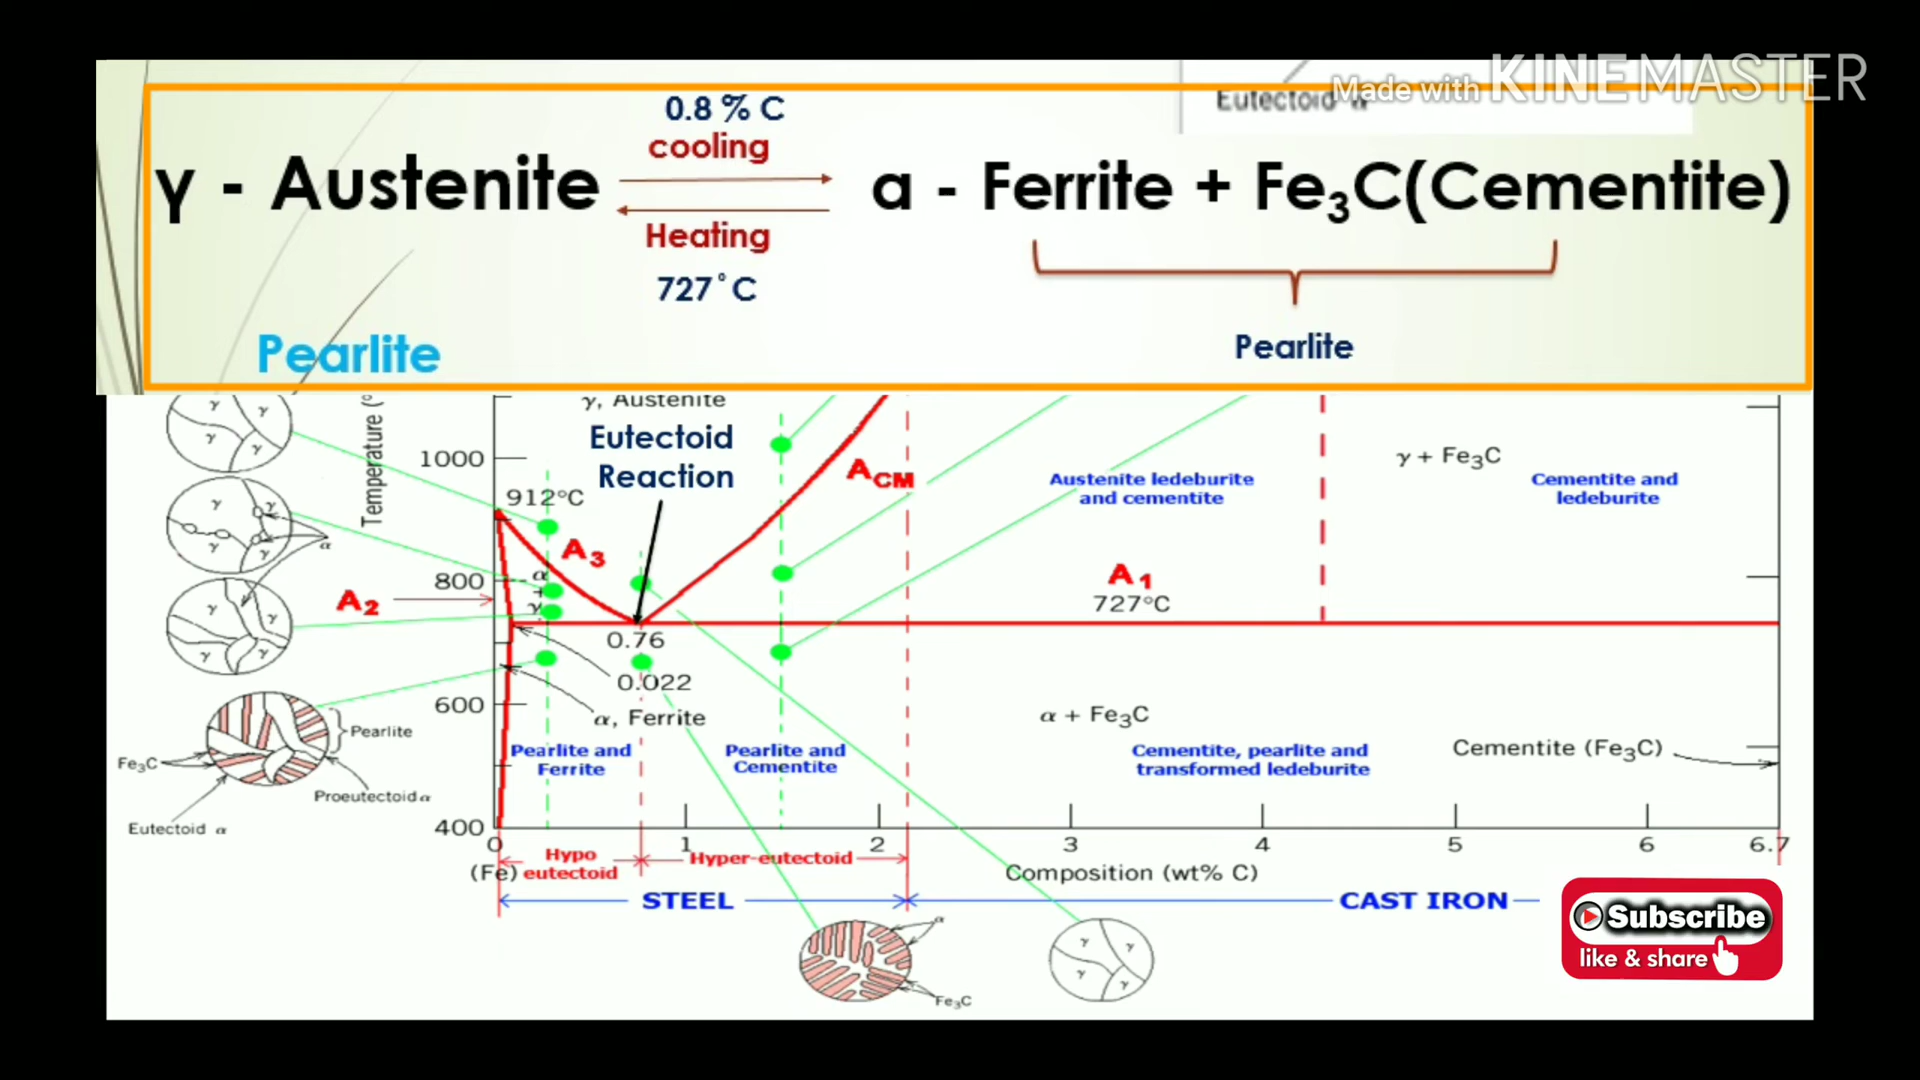 Made with KINEMASTER
Eutectoid α
0.8 % C
cooling
γ - Austenite
α - Ferrite + Fe₃C(Cementite)
Heating
727°C
Pearlite
Pearlite
γ, Austenite
Eutectoid
Reaction
Temperature (°
1000
912°C
A₃
A_CM
Austenite ledeburite
and cementite
γ + Fe₃C
Cementite and
ledeburite
γ γ
γ γ
γ γ
γ γ
α
γ γ
γ γ
800
α
+
γ
A₂
A₁
727°C
0.76
0.022
600
α, Ferrite
α + Fe₃C
Pearlite
Fe₃C
Proeutectoid α
Eutectoid α
Pearlite and
Ferrite
Pearlite and
Cementite
Cementite, pearlite and
transformed ledeburite
Cementite (Fe₃C)
400
0 1 2 3 4 5 6 6.7
(Fe)
Hypo
eutectoid
Hyper-eutectoid
Composition (wt% C)
STEEL
CAST IRON
α
Fe₃C
γ γ
γ γ
Subscribe
like & share